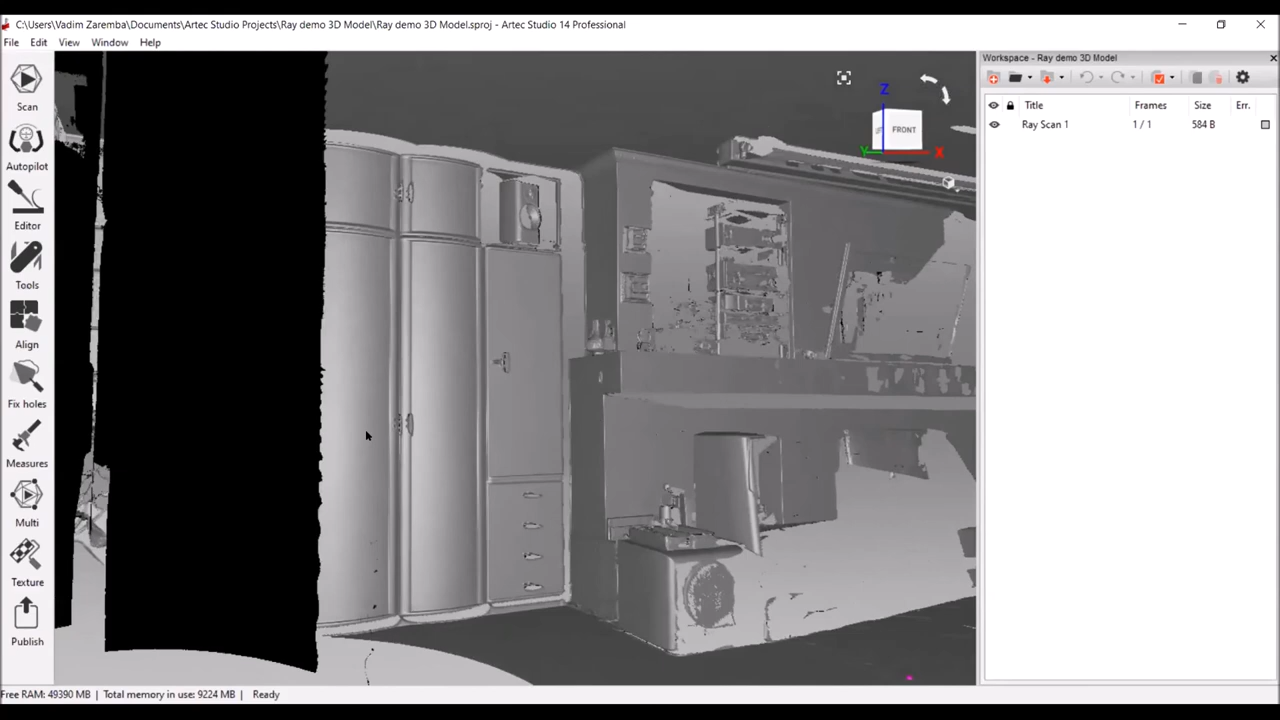 C:\Users\Vadim Zaremba\Documents\Artec Studio Projects\Ray demo 3D Model\Ray demo 3D Model.sproj - Artec Studio 14 Professional
File Edit View Window Help
Scan
Autopilot
Editor
Tools
Align
Fix holes
Measures
Multi
Texture
Publish
Z
FRONT
Y
X
Workspace - Ray demo 3D Model
Title Frames Size Err.
Ray Scan 1 1 / 1 584 B
Free RAM: 49390 MB | Total memory in use: 9224 MB | Ready